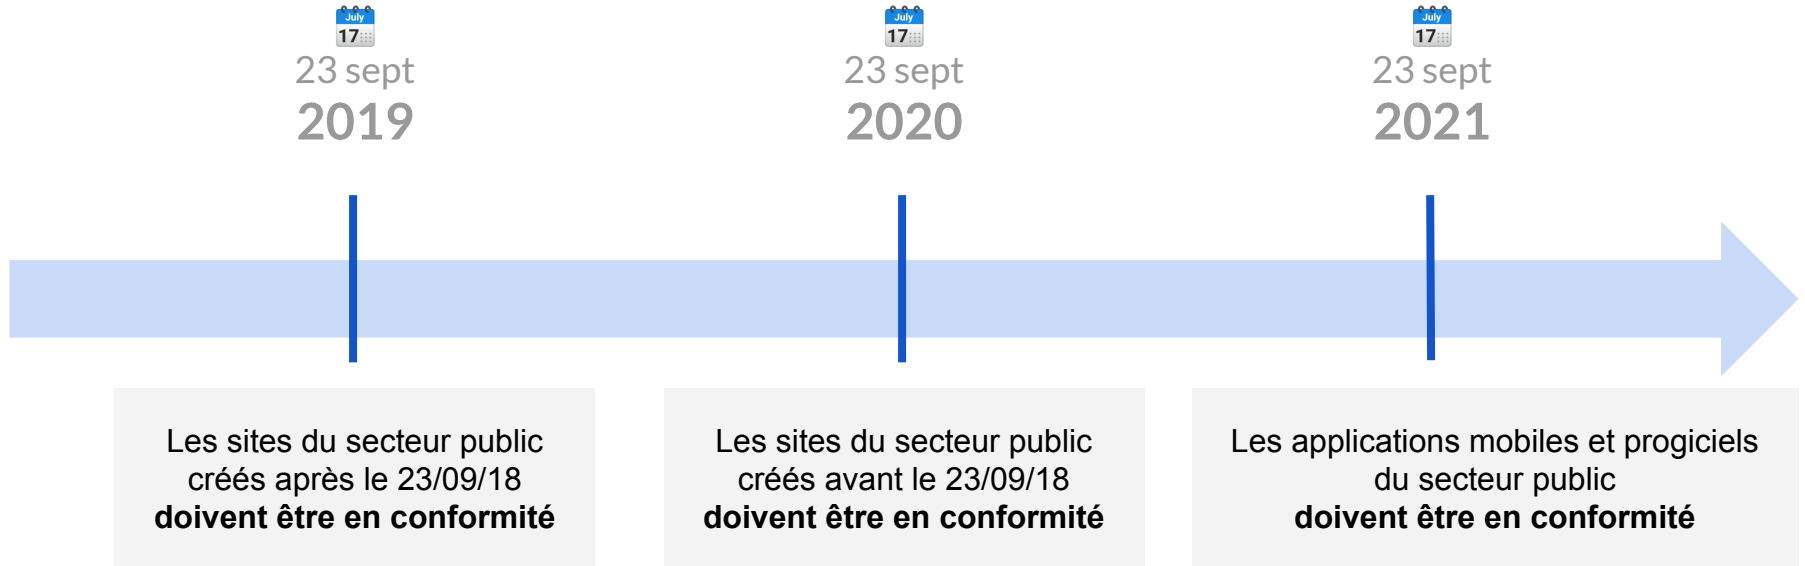 July
17
23 sept
2019
July
17
23 sept
2020
July
17
23 sept
2021
Les sites du secteur public
créés après le 23/09/18
doivent être en conformité
Les sites du secteur public
créés avant le 23/09/18
doivent être en conformité
Les applications mobiles et progiciels
du secteur public
doivent être en conformité